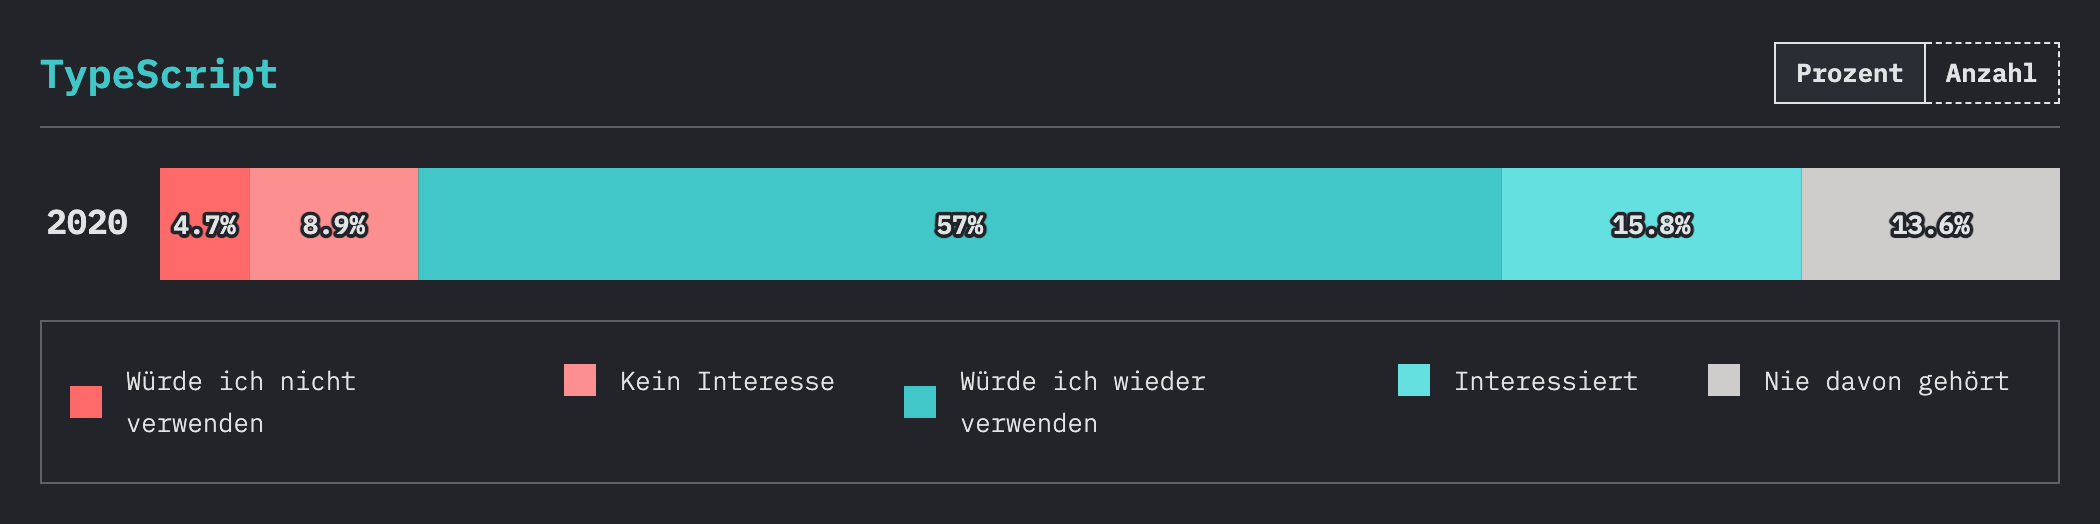 TypeScript
Prozent Anzahl
2020 4.7% 8.9% 57% 15.8% 13.6%
Würde ich nicht
verwenden
Kein Interesse
Würde ich wieder
verwenden
Interessiert
Nie davon gehört